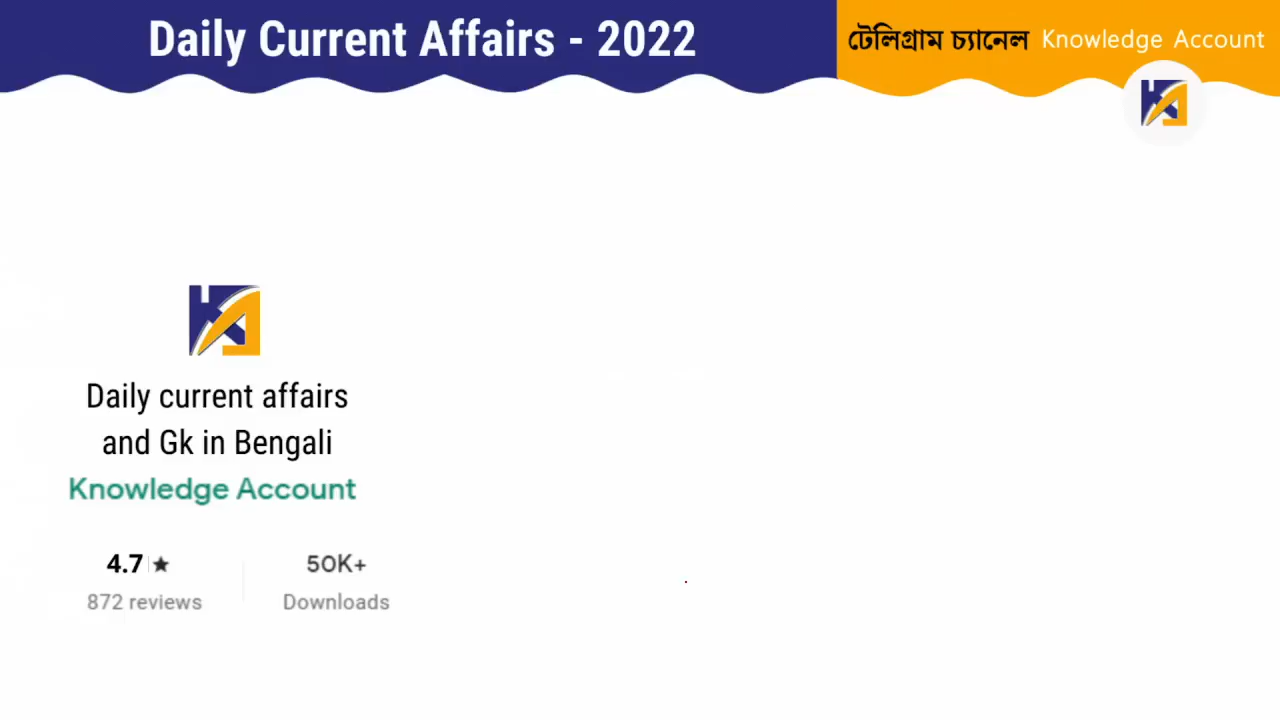 Daily Current Affairs - 2022
টেলিগ্রাম চ্যানেল Knowledge Account
Daily current affairs
and Gk in Bengali
Knowledge Account
4.7 ★ 50K+
872 reviews Downloads